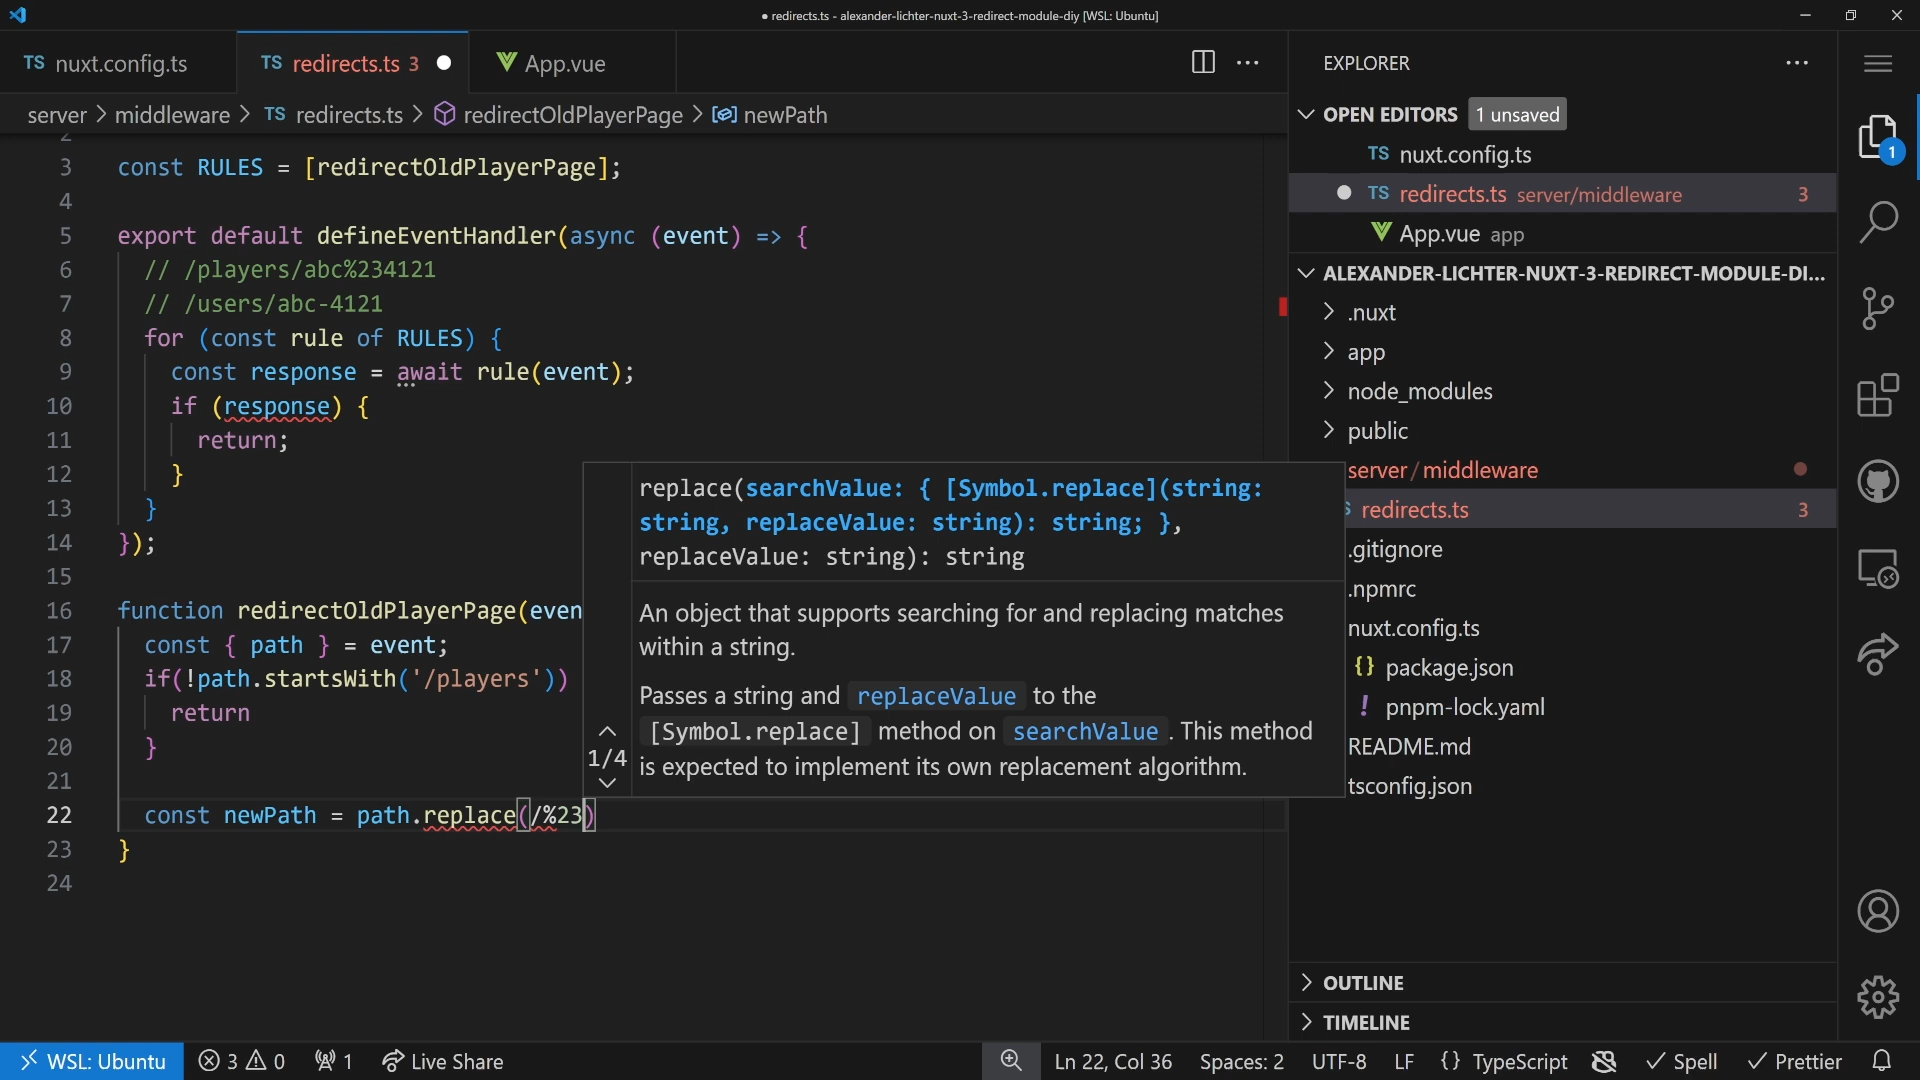 ● redirects.ts - alexander-lichter-nuxt-3-redirect-module-diy [WSL: Ubuntu]
TS nuxt.config.ts
TS redirects.ts 3
App.vue
server > middleware > TS redirects.ts > redirectOldPlayerPage > newPath
2
3 const RULES = [redirectOldPlayerPage];
4
5 export default defineEventHandler(async (event) => {
6 // /players/abc%234121
7 // /users/abc-4121
8 for (const rule of RULES) {
9 const response = await rule(event);
10 if (response) {
11 return;
12 }
13 }
14 });
15
16 function redirectOldPlayerPage(even
17 const { path } = event;
18 if(!path.startsWith('/players'))
19 return
20 }
21
22 const newPath = path.replace(/%23)
23 }
24
replace(searchValue: { [Symbol.replace](string:
string, replaceValue: string): string; },
replaceValue: string): string
An object that supports searching for and replacing matches
within a string.
Passes a string and replaceValue to the
[Symbol.replace] method on searchValue. This method
is expected to implement its own replacement algorithm.
1/4
EXPLORER
OPEN EDITORS 1 unsaved
TS nuxt.config.ts
TS redirects.ts server/middleware 3
App.vue app
ALEXANDER-LICHTER-NUXT-3-REDIRECT-MODULE-DI...
.nuxt
app
node_modules
public
server/middleware
redirects.ts 3
.gitignore
.npmrc
nuxt.config.ts
{} package.json
! pnpm-lock.yaml
README.md
tsconfig.json
OUTLINE
TIMELINE
1
WSL: Ubuntu
3 0
1
Live Share
Ln 22, Col 36
Spaces: 2
UTF-8
LF
{} TypeScript
Spell
Prettier